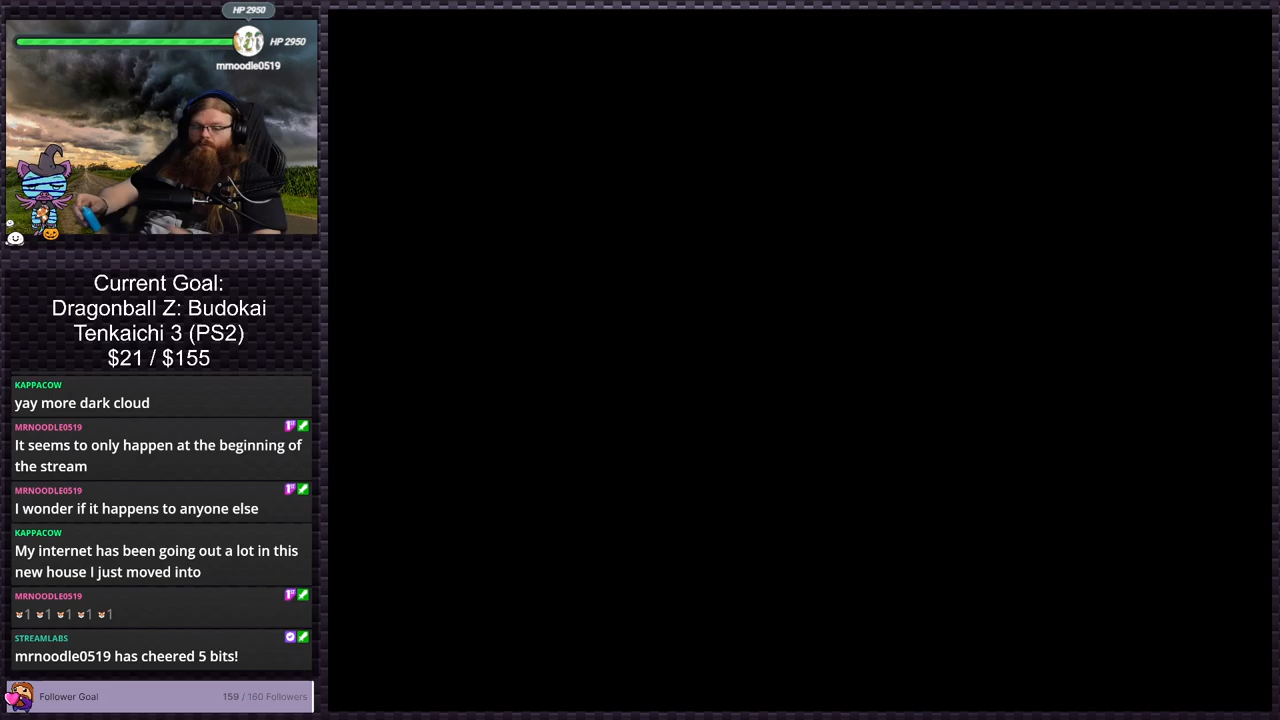 HP 2950
HP 2950
mrnoodle0519
Current Goal:
Dragonball Z: Budokai
Tenkaichi 3 (PS2)
$21 / $155
KAPPACOW
yay more dark cloud
MRNOODLE0519
It seems to only happen at the beginning of
the stream
MRNOODLE0519
I wonder if it happens to anyone else
KAPPACOW
My internet has been going out a lot in this
new house I just moved into
MRNOODLE0519
1 1 1 1 1
STREAMLABS
mrnoodle0519 has cheered 5 bits!
Follower Goal 159 / 160 Followers